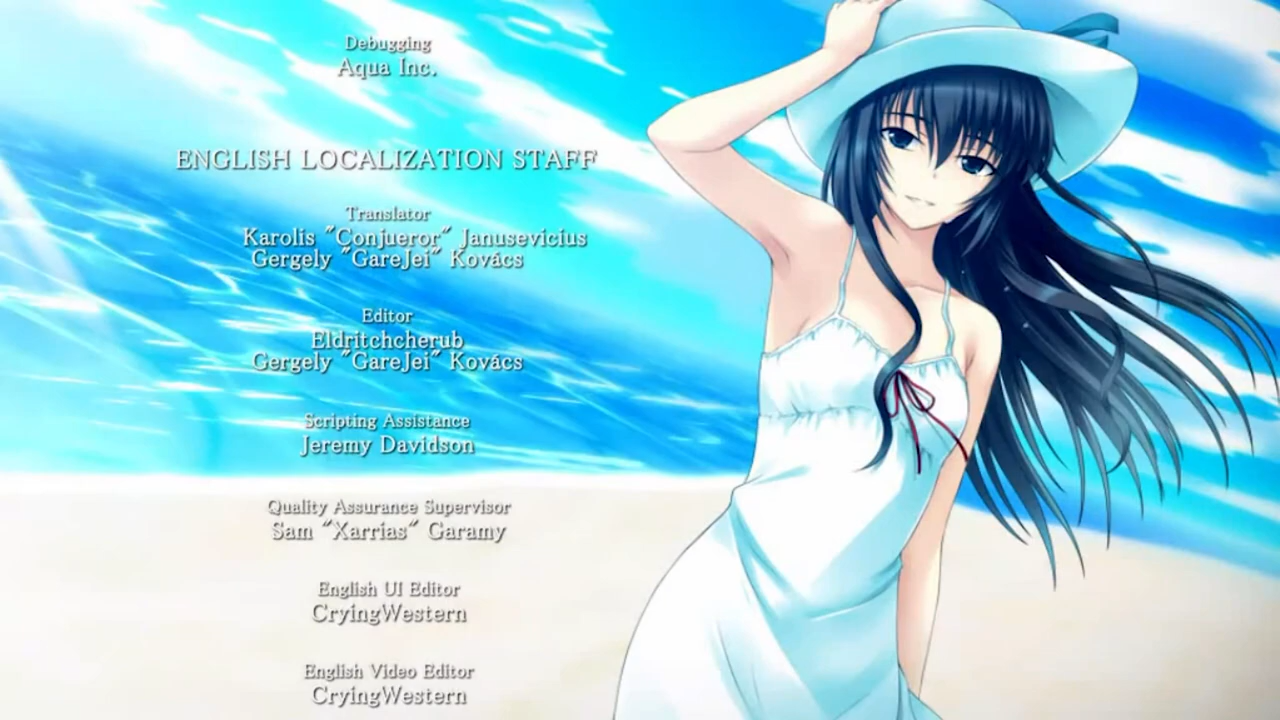 Debugging
Aqua Inc.
ENGLISH LOCALIZATION STAFF
Translator
Karolis "Conjueror" Janusevicius
Gergely "GareJei" Kovács
Editor
Eldritchcherub
Gergely "GareJei" Kovács
Scripting Assistance
Jeremy Davidson
Quality Assurance Supervisor
Sam "Xarrias" Garamy
English UI Editor
CryingWestern
English Video Editor
CryingWestern